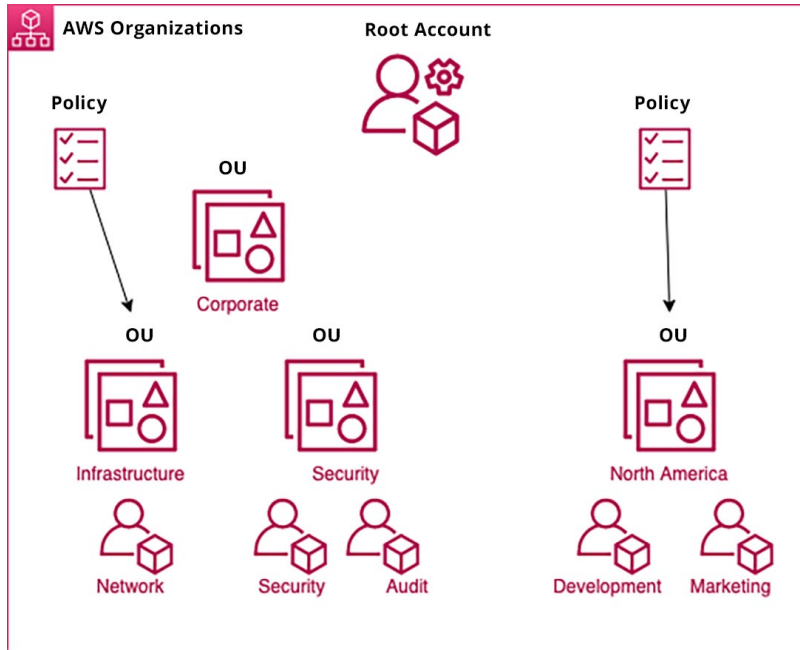 AWS Organizations
Root Account
Policy
Policy
OU
Corporate
OU
OU
OU
Infrastructure
Security
North America
Network
Security
Audit
Development
Marketing